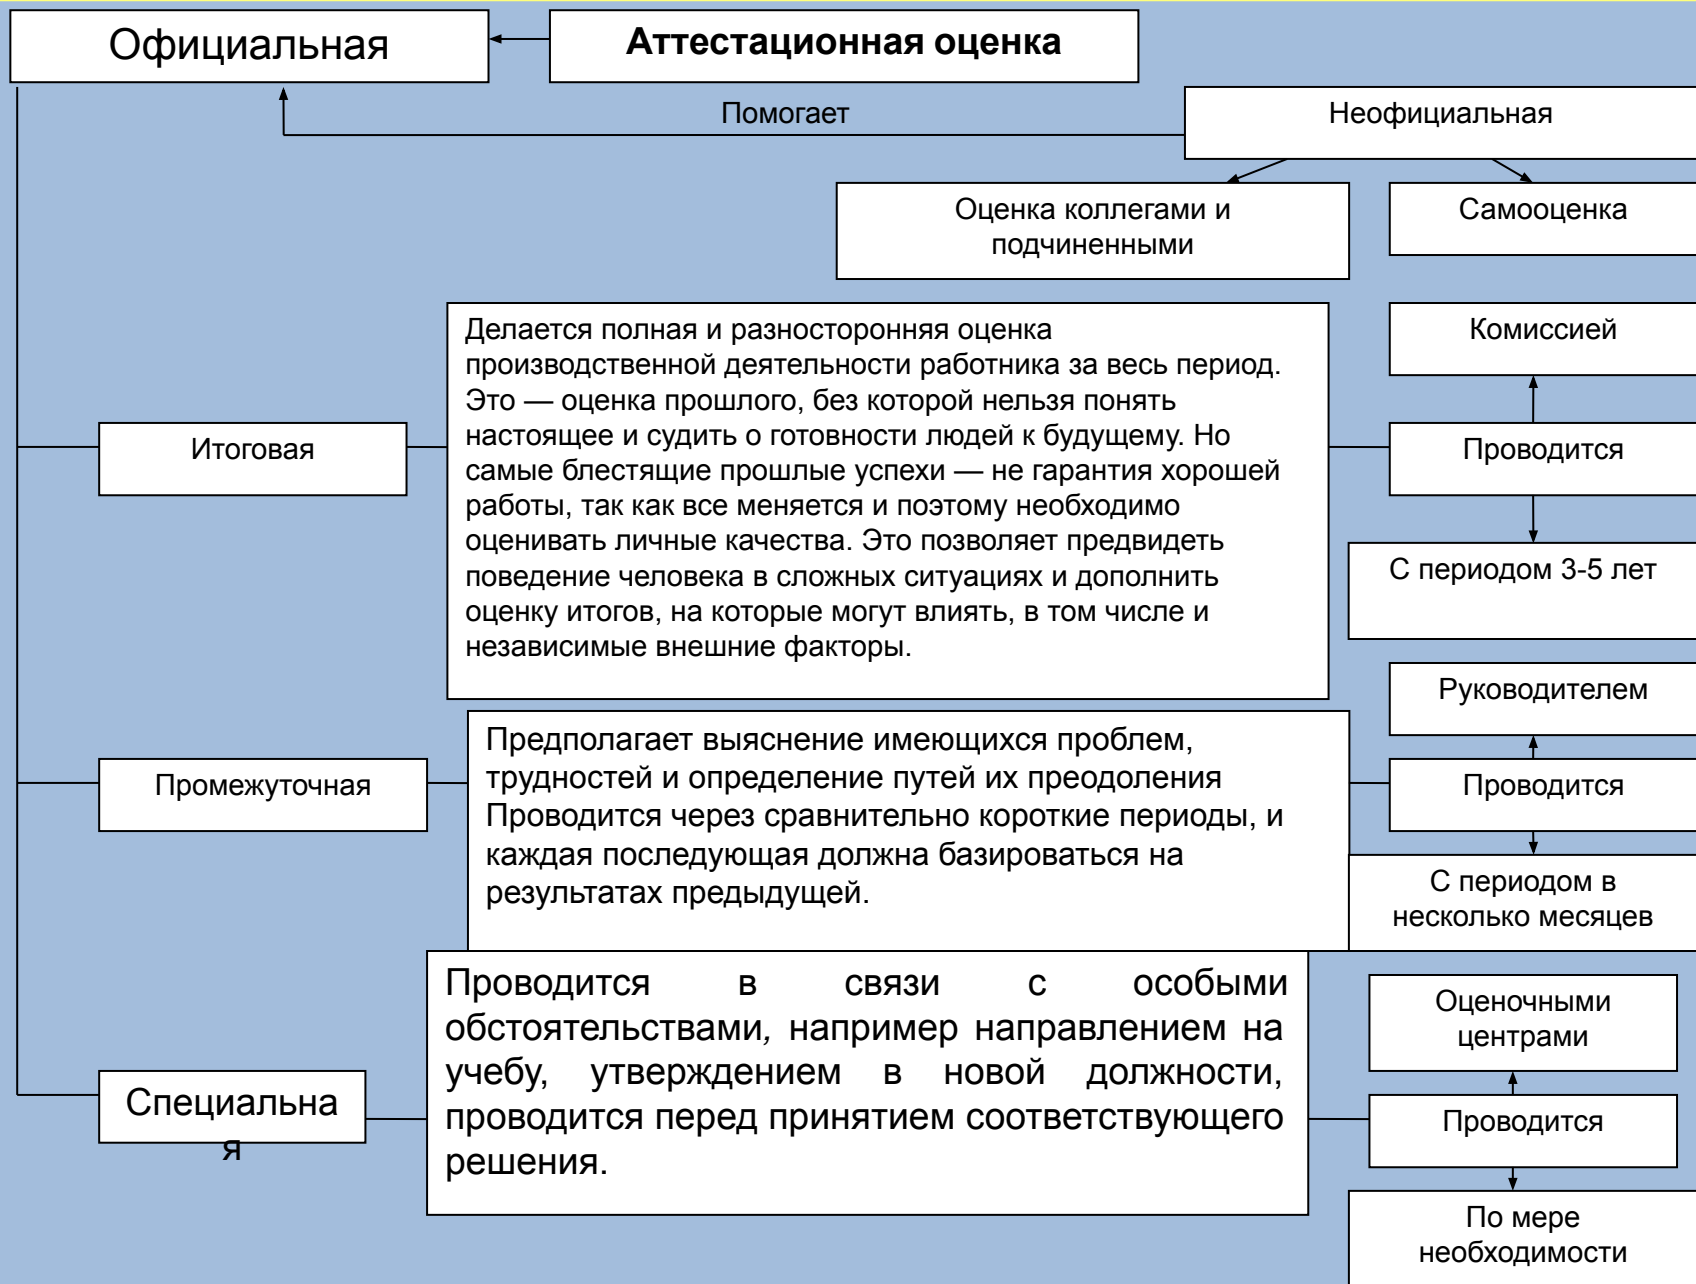 Официальная
Аттестационная оценка
Помогает
Неофициальная
Оценка коллегами и
подчиненными
Самооценка
Итоговая
Делается полная и разносторонняя оценка
производственной деятельности работника за весь период.
Это — оценка прошлого, без которой нельзя понять
настоящее и судить о готовности людей к будущему. Но
самые блестящие прошлые успехи — не гарантия хорошей
работы, так как все меняется и поэтому необходимо
оценивать личные качества. Это позволяет предвидеть
поведение человека в сложных ситуациях и дополнить
оценку итогов, на которые могут влиять, в том числе и
независимые внешние факторы.
Комиссией
Проводится
С периодом 3-5 лет
Промежуточная
Предполагает выяснение имеющихся проблем,
трудностей и определение путей их преодоления
Проводится через сравнительно короткие периоды, и
каждая последующая должна базироваться на
результатах предыдущей.
Руководителем
Проводится
С периодом в
несколько месяцев
Специальна
я
Проводится в связи с особыми
обстоятельствами, например направлением на
учебу, утверждением в новой должности,
проводится перед принятием соответствующего
решения.
Оценочными
центрами
Проводится
По мере
необходимости